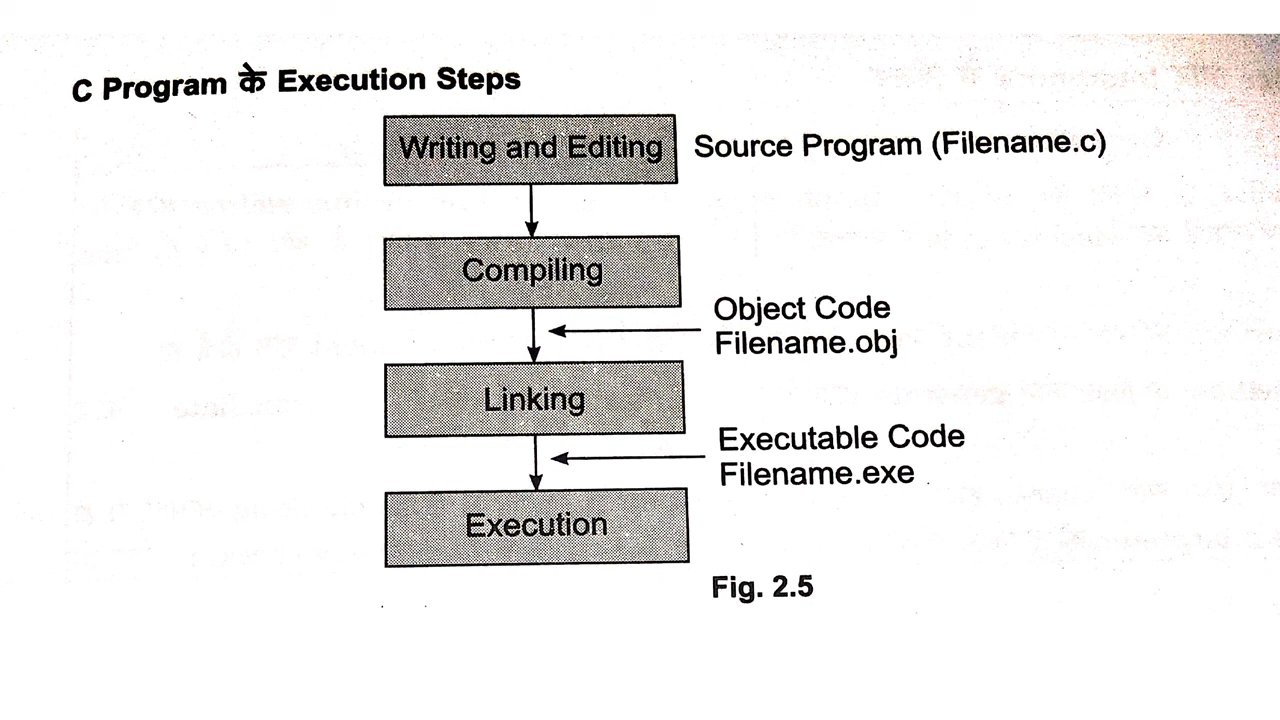 C Program के Execution Steps
Writing and Editing Source Program (Filename.c)
Compiling
Object Code
Filename.obj
Linking
Executable Code
Filename.exe
Execution
Fig. 2.5